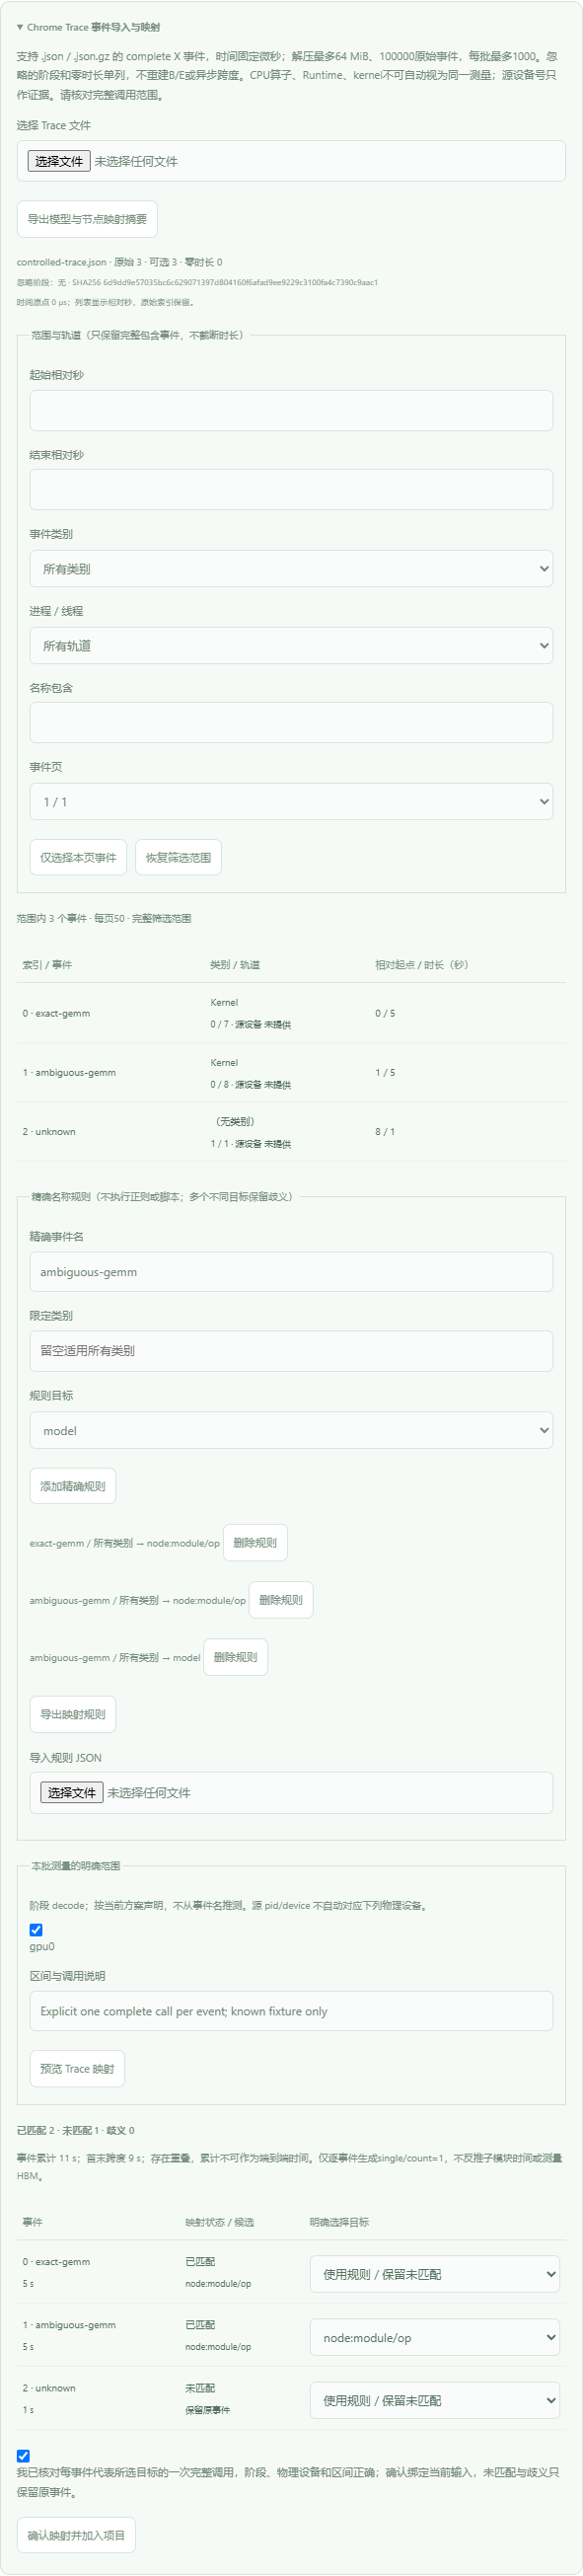 ▼ Chrome Trace 事件导入与映射
支持 .json / .json.gz 的 complete X 事件，时间固定微秒；解压最多64 MiB、100000原始事件，每批最多1000。忽
略的阶段和零时长单列，不重建B/E或异步跨度。CPU算子、Runtime、kernel不可自动视为同一测量；源设备号只
作证据。请核对完整调用范围。
选择 Trace 文件
选择文件 未选择任何文件
导出模型与节点映射摘要
controlled-trace.json · 原始 3 · 可选 3 · 零时长 0
忽略阶段：无 · SHA256 6d9dd9e57035bc6c629071397d804160f6afad9ee9229c3100fa4c7390c9aac1
时间原点 0 μs；列表显示相对秒，原始索引保留。
范围与轨道（只保留完整包含事件，不截断时长）
起始相对秒
结束相对秒
事件类别
所有类别
进程 / 线程
所有轨道
名称包含
事件页
1 / 1
仅选择本页事件 恢复筛选范围
范围内 3 个事件 · 每页50 · 完整筛选范围
索引 / 事件 类别 / 轨道 相对起点 / 时长（秒）
0 · exact-gemm Kernel 0 / 5
0 / 7 · 源设备 未提供
1 · ambiguous-gemm Kernel 1 / 5
0 / 8 · 源设备 未提供
2 · unknown （无类别） 8 / 1
1 / 1 · 源设备 未提供
精确名称规则（不执行正则或脚本；多个不同目标保留歧义）
精确事件名
ambiguous-gemm
限定类别
留空适用所有类别
规则目标
model
添加精确规则
exact-gemm / 所有类别 → node:module/op 删除规则
ambiguous-gemm / 所有类别 → node:module/op 删除规则
ambiguous-gemm / 所有类别 → model 删除规则
导出映射规则
导入规则 JSON
选择文件 未选择任何文件
本批测量的明确范围
阶段 decode；按当前方案声明，不从事件名推测。源 pid/device 不自动对应下列物理设备。
gpu0
区间与调用说明
Explicit one complete call per event; known fixture only
预览 Trace 映射
已匹配 2 · 未匹配 1 · 歧义 0
事件累计 11 s；首末跨度 9 s；存在重叠，累计不可作为端到端时间。仅逐事件生成single/count=1，不反推子模块时间或测量
HBM。
事件 映射状态 / 候选 明确选择目标
0 · exact-gemm 已匹配 使用规则 / 保留未匹配
5 s node:module/op
1 · ambiguous-gemm 已匹配 node:module/op
5 s node:module/op
2 · unknown 未匹配 使用规则 / 保留未匹配
1 s 保留原事件
我已核对每事件代表所选目标的一次完整调用，阶段、物理设备和区间正确；确认绑定当前输入，未匹配与歧义只
保留原事件。
确认映射并加入项目